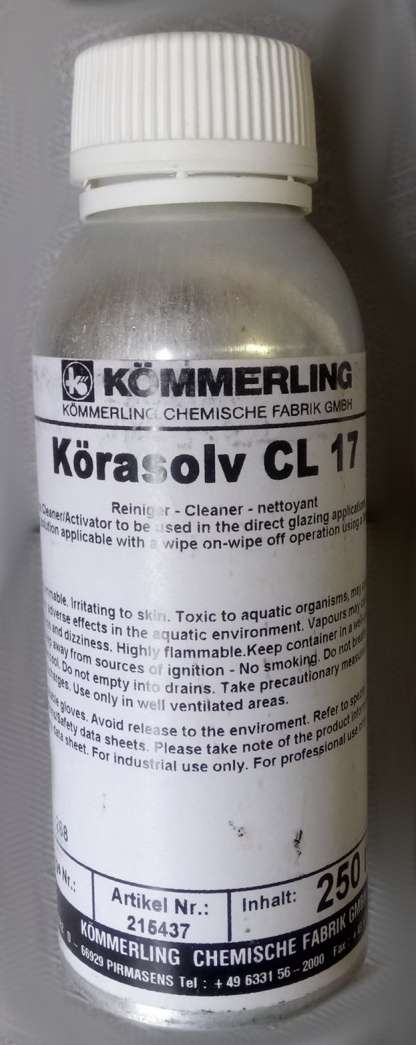 KÖMMERLING
KÖMMERLING CHEMISCHE FABRIK GMBH
Körasolv CL 17
Reiniger - Cleaner - nettoyant
Cleaner/Activator to be used in the direct glazing application
applicable with a wipe on-wipe off operation using a
Irritating to skin. Toxic to aquatic organisms, may
adverse effects in the aquatic environment. Vapours may
and dizziness. Highly flammable.Keep container in a
away from sources of ignition - No smoking. Do not
Do not empty into drains. Take precautionary
Use only in well ventilated areas.
gloves. Avoid release to the enviroment. Refer to
safety data sheets. Please take note of the product
data sheet. For industrial use only. For professional use
Nr.:
Artikel Nr.:
215437
Inhalt:
250
KÖMMERLING CHEMISCHE FABRIK
66929 PIRMASENS Tel : + 49 6331 56 - 2000 Fax